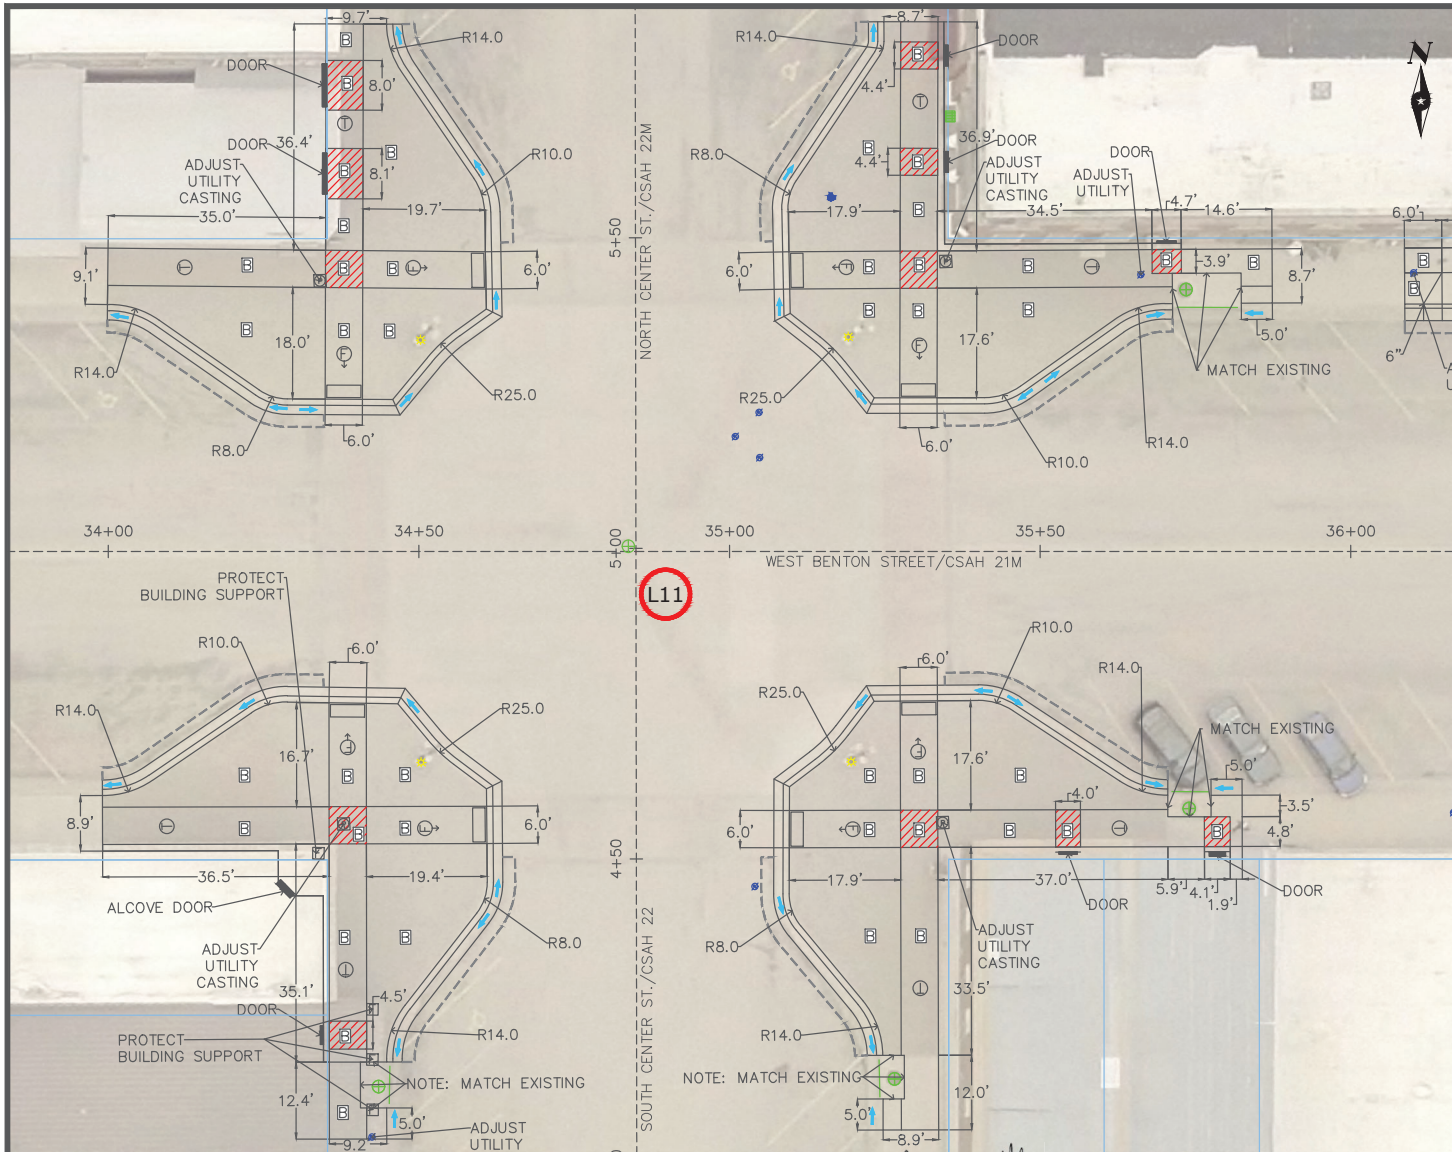 9.7'
R14.0
DOOR
B
B
8.0'
T
36.4'
DOOR
B
R10.0
ADJUST
UTILITY
CASTING
B
8.1'
B
35.0'
19.7'
9.1'
T
B
B
B
F
6.0'
B
B
B
18.0'
F
R14.0
R25.0
R8.0
6.0'
NORTH CENTER ST./CSAH 22M
5+50
8.7'
R14.0
B
DOOR
N
4.4'
T
36.9'
B
R8.0
4.4'
B
DOOR
ADJUST
UTILITY
CASTING
DOOR
ADJUST
UTILITY
17.9'
B
34.5'
4.7'
14.6'
6.0'
6.0'
F
B
B
B
T
B
3.9'
B
8.7'
B
B
B
B
17.6'
F
5.0'
R25.0
MATCH EXISTING
6"
6.0'
R14.0
R10.0
34+00
34+50
35+00
35+50
36+00
5+00
WEST BENTON STREET/CSAH 21M
L11
PROTECT
BUILDING SUPPORT
R10.0
6.0'
R14.0
R25.0
16.7'
F
B
B
B
8.9'
T
B
B
B
F
6.0'
36.5'
19.4'
ALCOVE DOOR
B
B
R8.0
ADJUST
UTILITY
CASTING
T
35.1'
4.5'
DOOR
B
R14.0
PROTECT
BUILDING SUPPORT
NOTE: MATCH EXISTING
12.4'
B
5.0'
ADJUST
UTILITY
9.2'
4+50
SOUTH CENTER ST./CSAH 22
R10.0
6.0'
R14.0
R25.0
MATCH EXISTING
F
17.6'
B
B
B
5.0'
4.0'
3.5'
6.0'
F
B
B
B
B
T
B
4.8'
17.9'
37.0'
5.9'
4.1'
1.9'
DOOR
DOOR
R8.0
B
B
ADJUST
UTILITY
CASTING
T
33.5'
R14.0
NOTE: MATCH EXISTING
12.0'
5.0'
8.9'